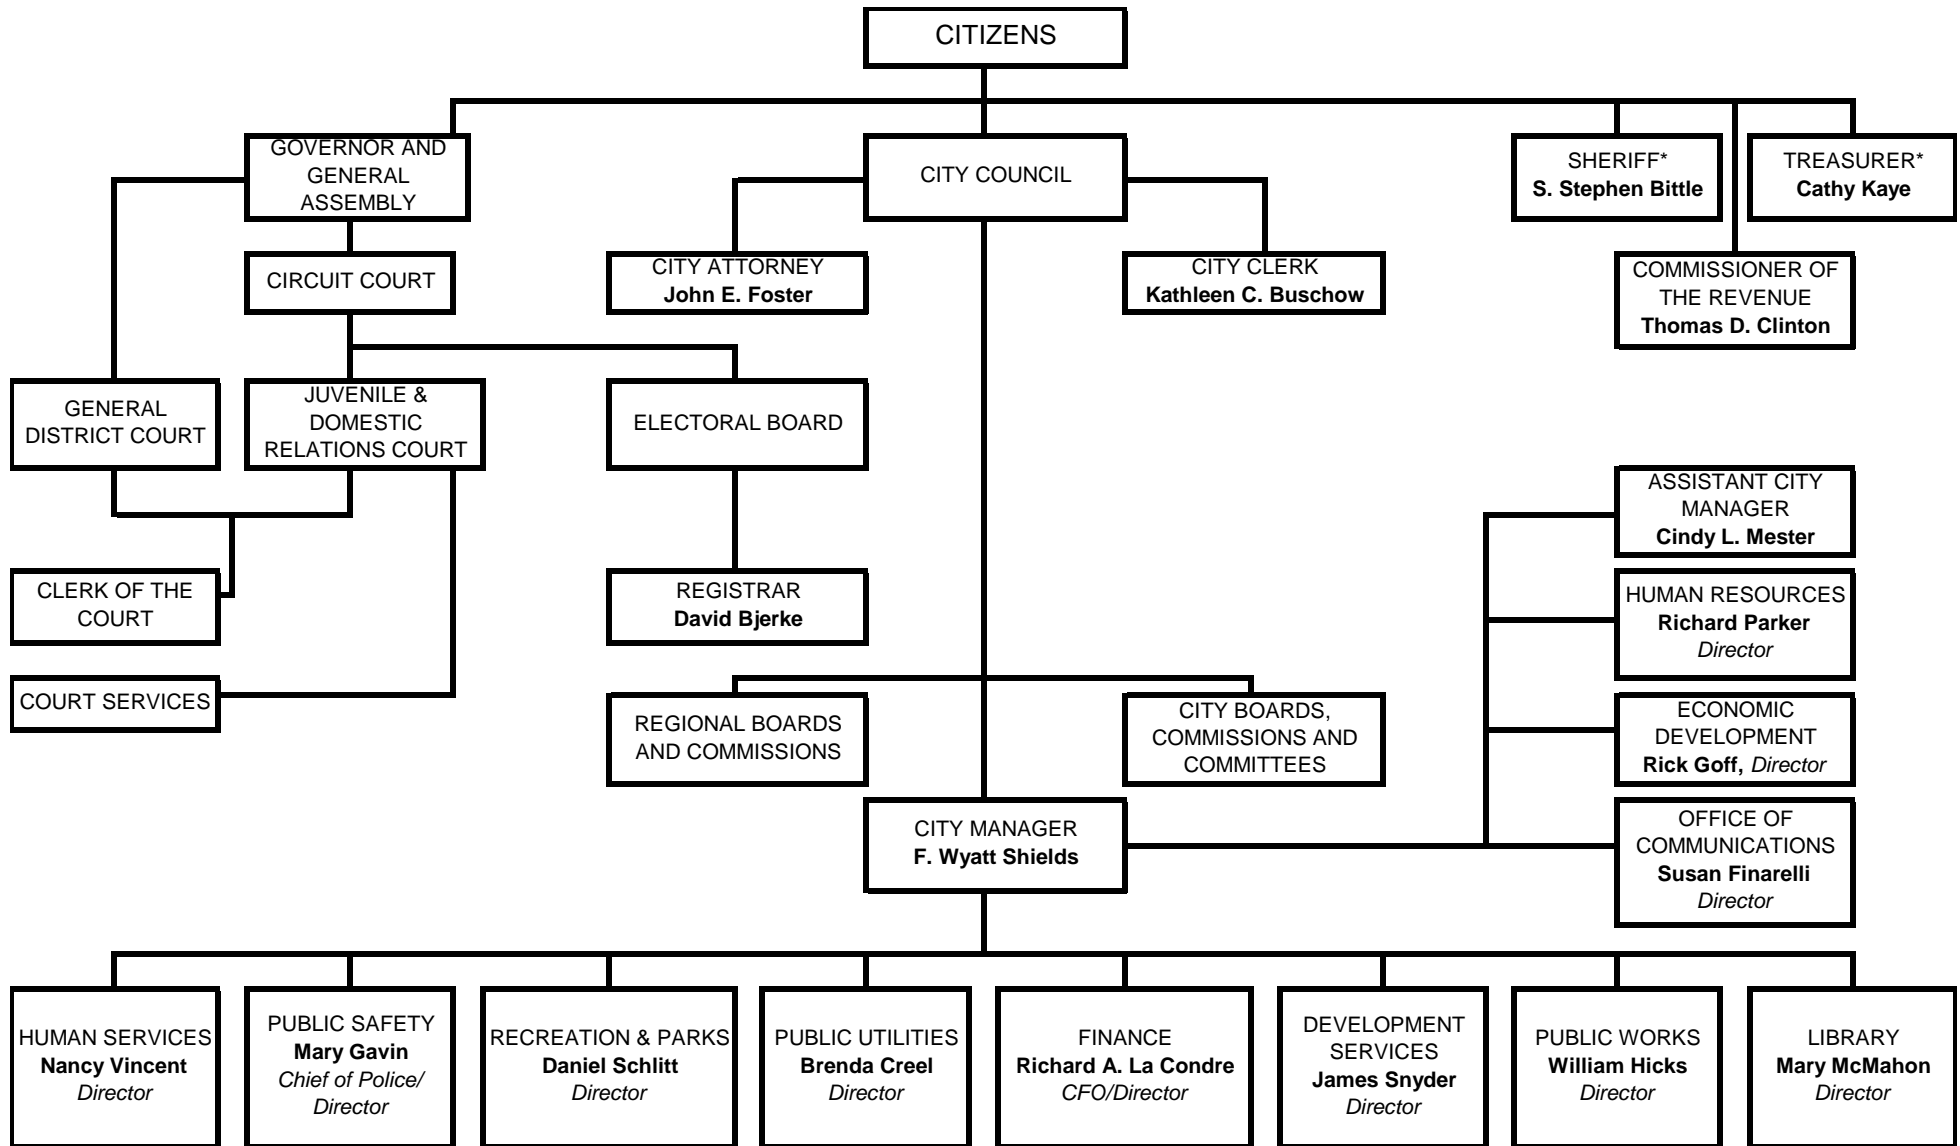 CITIZENS
GOVERNOR AND
GENERAL
ASSEMBLY
CITY COUNCIL
SHERIFF*
S. Stephen Bittle
TREASURER*
Cathy Kaye
CIRCUIT COURT
CITY ATTORNEY
John E. Foster
CITY CLERK
Kathleen C. Buschow
COMMISSIONER OF
THE REVENUE
Thomas D. Clinton
GENERAL
DISTRICT COURT
JUVENILE &
DOMESTIC
RELATIONS COURT
ELECTORAL BOARD
ASSISTANT CITY
MANAGER
Cindy L. Mester
CLERK OF THE
COURT
REGISTRAR
David Bjerke
HUMAN RESOURCES
Richard Parker
Director
COURT SERVICES
REGIONAL BOARDS
AND COMMISSIONS
CITY BOARDS,
COMMISSIONS AND
COMMITTEES
ECONOMIC
DEVELOPMENT
Rick Goff, Director
CITY MANAGER
F. Wyatt Shields
OFFICE OF
COMMUNICATIONS
Susan Finarelli
Director
HUMAN SERVICES
Nancy Vincent
Director
PUBLIC SAFETY
Mary Gavin
Chief of Police/
Director
RECREATION & PARKS
Daniel Schlitt
Director
PUBLIC UTILITIES
Brenda Creel
Director
FINANCE
Richard A. La Condre
CFO/Director
DEVELOPMENT
SERVICES
James Snyder
Director
PUBLIC WORKS
William Hicks
Director
LIBRARY
Mary McMahon
Director